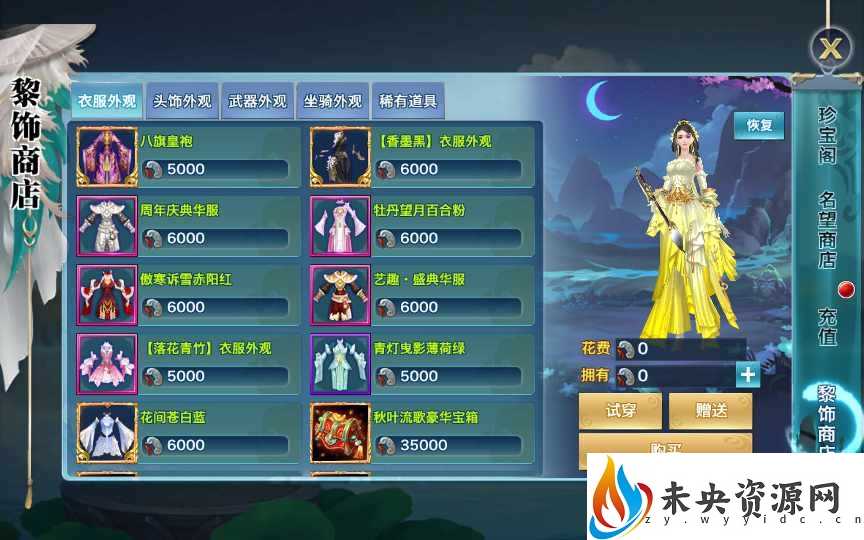 黎饰商店
衣服外观
头饰外观
武器外观
坐骑外观
稀有道具
八旗皇袍
5000
【香墨黑】衣服外观
6000
周年庆典华服
6000
牡丹望月百合粉
6000
傲寒诉雪赤阳红
6000
艺趣·盛典华服
6000
【落花青竹】衣服外观
5000
青灯曳影薄荷绿
5000
花间苍白蓝
6000
秋叶流歌豪华宝箱
35000
恢复
花费
0
拥有
0
试穿
赠送
购买
X
珍宝阁
名望商店
充值
黎饰商店
未央资源网
zy.wyyidc.cn